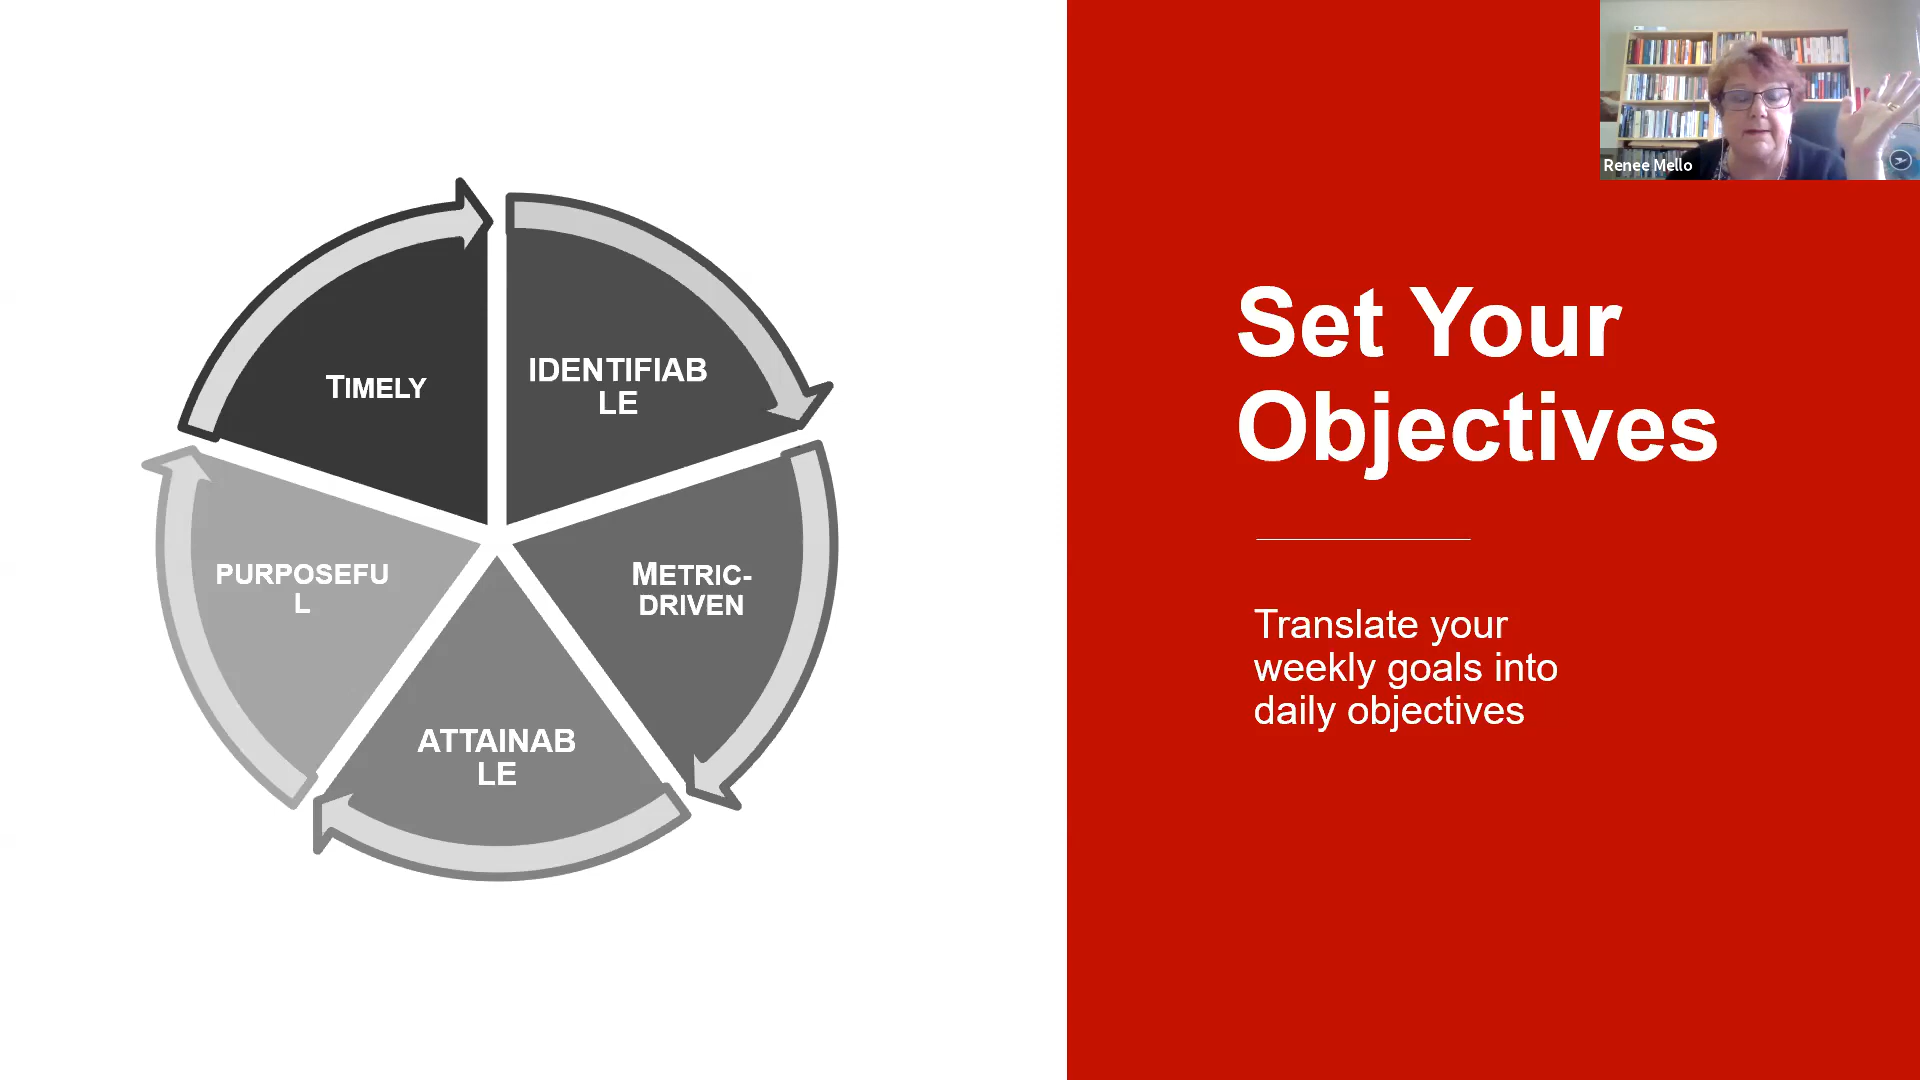 Renee Mello
Set Your
Objectives
Translate your
weekly goals into
daily objectives
TIMELY
IDENTIFIAB
LE
METRIC-
DRIVEN
ATTAINAB
LE
PURPOSEFU
L